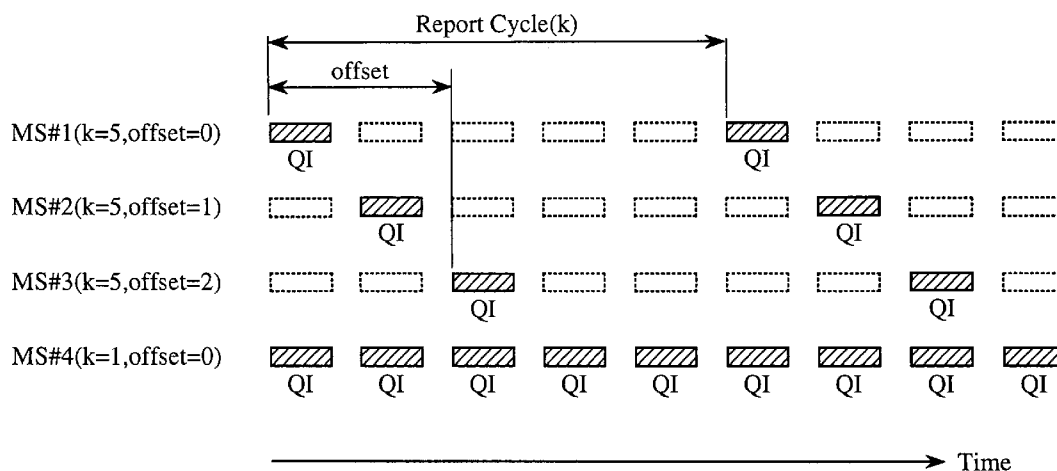 Report Cycle(k)
offset
MS#1(k=5,offset=0)
QI QI
MS#2(k=5,offset=1)
QI QI
MS#3(k=5,offset=2)
QI QI
MS#4(k=1,offset=0)
QI QI QI QI QI QI QI QI QI
Time